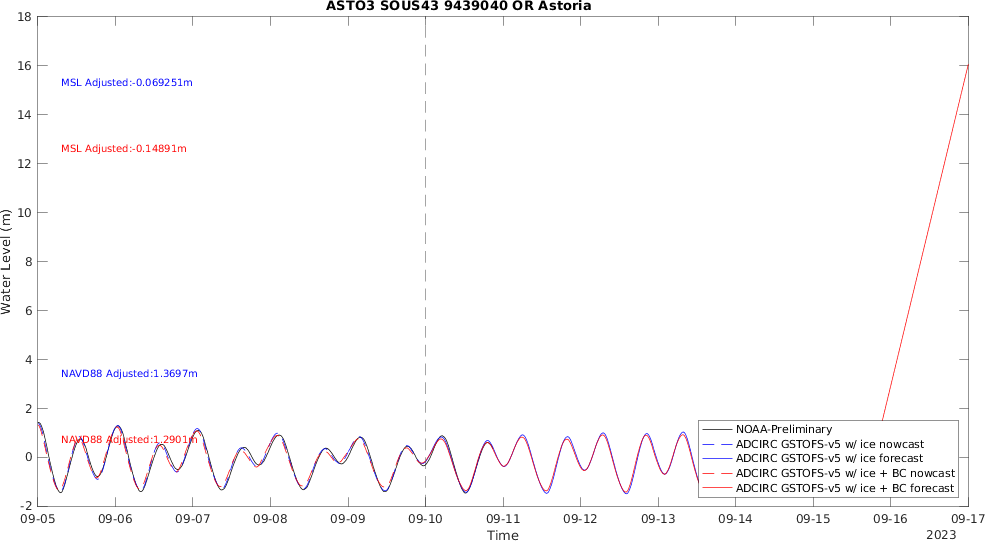 ASTO3 SOUS43 9439040 OR Astoria
18
16
14
12
10
8
6
4
2
0
-2
Water Level (m)
MSL Adjusted:-0.069251m
MSL Adjusted:-0.14891m
NAVD88 Adjusted:1.3697m
NAVD88 Adjusted:1.2901m
NOAA-Preliminary
ADCIRC GSTOFS-v5 w/ ice nowcast
ADCIRC GSTOFS-v5 w/ ice forecast
ADCIRC GSTOFS-v5 w/ ice + BC nowcast
ADCIRC GSTOFS-v5 w/ ice + BC forecast
09-05 09-06 09-07 09-08 09-09 09-10 09-11 09-12 09-13 09-14 09-15 09-16 09-17
Time
2023